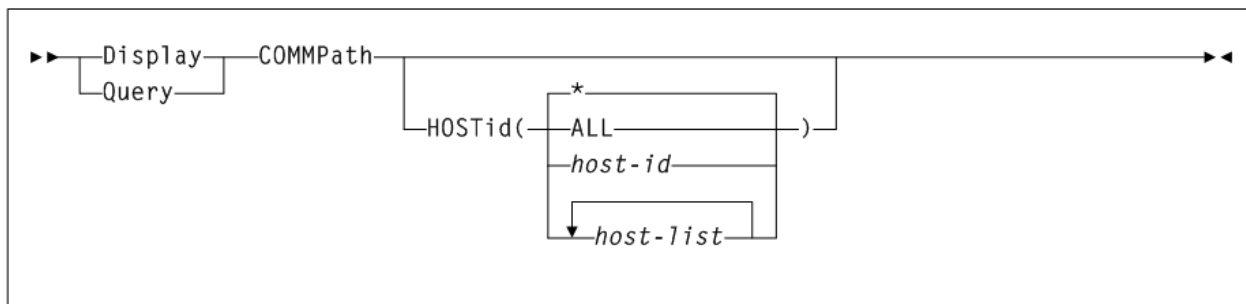 Display COMMPath
Query
*
HOSTid( ALL )
host-id
host-list